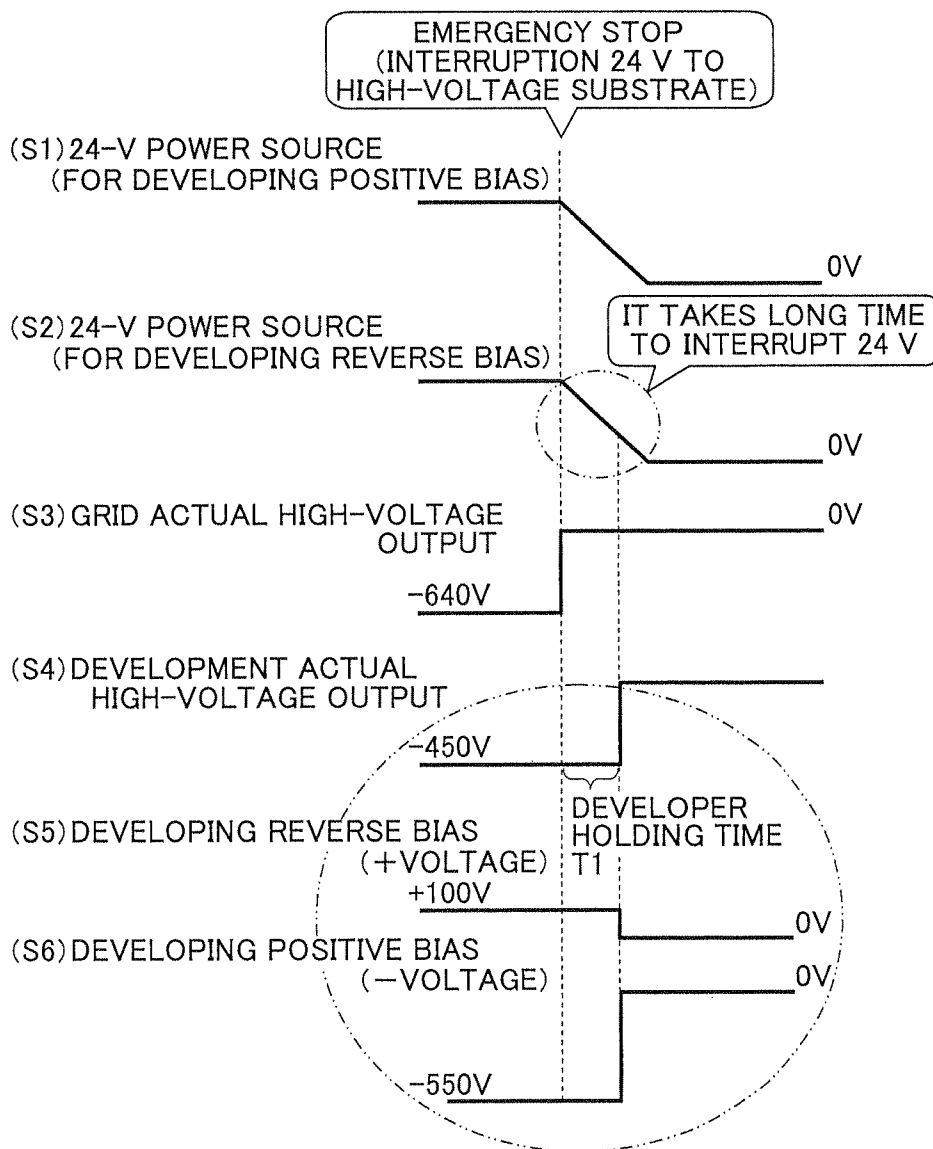 EMERGENCY STOP
(INTERRUPTION 24 V TO
HIGH-VOLTAGE SUBSTRATE)
(S1) 24-V POWER SOURCE
(FOR DEVELOPING POSITIVE BIAS)
0V
(S2) 24-V POWER SOURCE
(FOR DEVELOPING REVERSE BIAS)
IT TAKES LONG TIME
TO INTERRUPT 24 V
0V
(S3) GRID ACTUAL HIGH-VOLTAGE
OUTPUT
0V
-640V
(S4) DEVELOPMENT ACTUAL
HIGH-VOLTAGE OUTPUT
-450V
DEVELOPER
HOLDING TIME
T1
(S5) DEVELOPING REVERSE BIAS
(+VOLTAGE)
+100V
0V
(S6) DEVELOPING POSITIVE BIAS
(-VOLTAGE)
0V
-550V